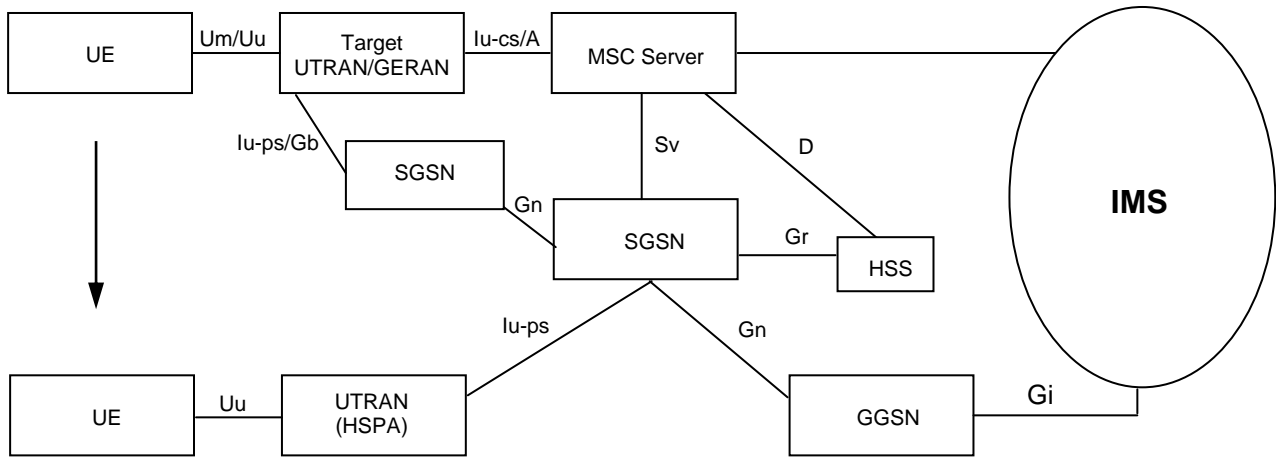 UE
Um/Uu
Target
UTRAN/GERAN
Iu-cs/A
MSC Server
Iu-ps/Gb
SGSN
Gn
Sv
D
IMS
SGSN
Gr
HSS
Iu-ps
Gn
UE
Uu
UTRAN
(HSPA)
GGSN
Gi